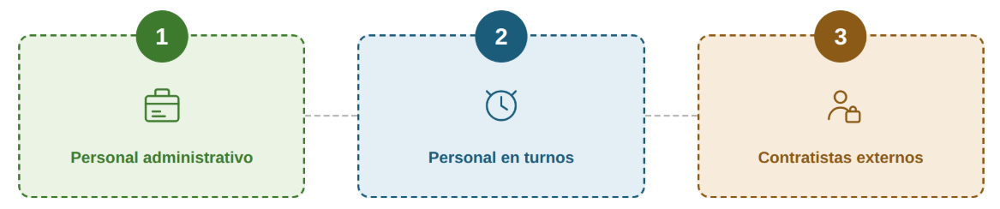 1
2
3
Personal administrativo
Personal en turnos
Contratistas externos